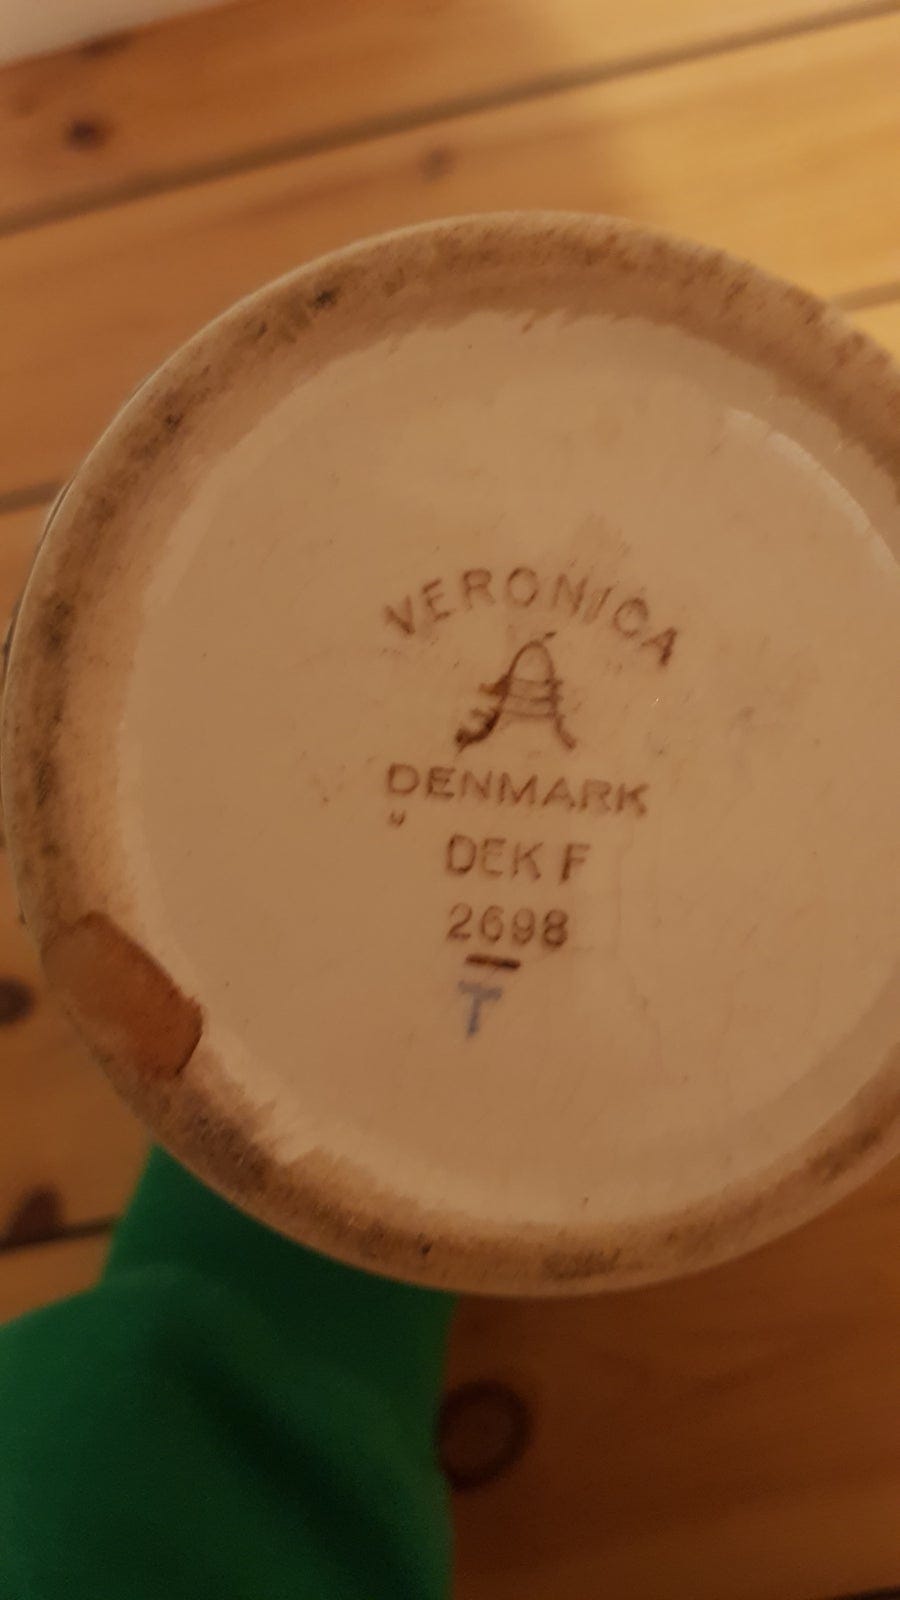 VERONICA
A
DENMARK
DEK F
2698
T